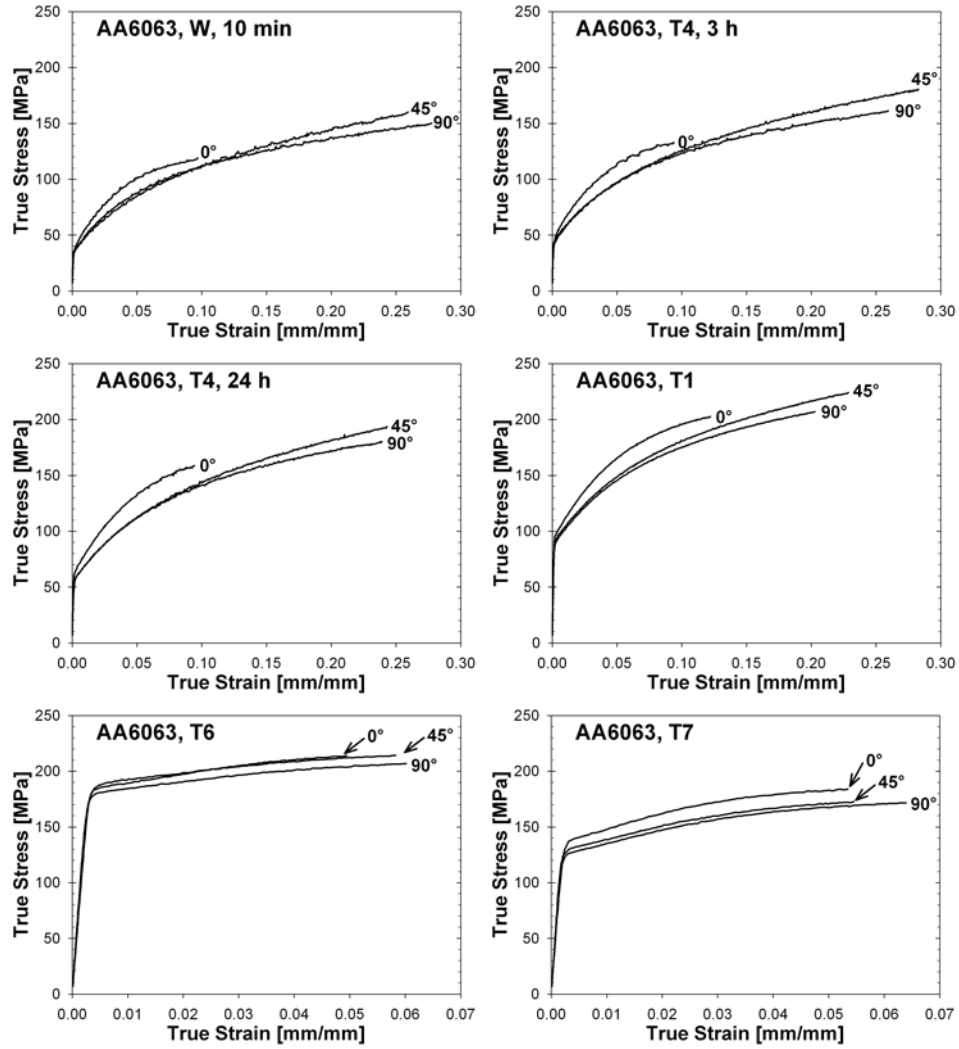 AA6063, W, 10 min
250
200
150
100
50
0
True Stress [MPa]
0°
45°
90°
0.00 0.05 0.10 0.15 0.20 0.25 0.30
True Strain [mm/mm]
AA6063, T4, 3 h
250
200
150
100
50
0
True Stress [MPa]
0°
45°
90°
0.00 0.05 0.10 0.15 0.20 0.25 0.30
True Strain [mm/mm]
AA6063, T4, 24 h
250
200
150
100
50
0
True Stress [MPa]
0°
45°
90°
0.00 0.05 0.10 0.15 0.20 0.25 0.30
True Strain [mm/mm]
AA6063, T1
250
200
150
100
50
0
True Stress [MPa]
0°
45°
90°
0.00 0.05 0.10 0.15 0.20 0.25 0.30
True Strain [mm/mm]
AA6063, T6
250
200
150
100
50
0
True Stress [MPa]
0°
45°
90°
0.00 0.01 0.02 0.03 0.04 0.05 0.06 0.07
True Strain [mm/mm]
AA6063, T7
250
200
150
100
50
0
True Stress [MPa]
0°
45°
90°
0.00 0.01 0.02 0.03 0.04 0.05 0.06 0.07
True Strain [mm/mm]